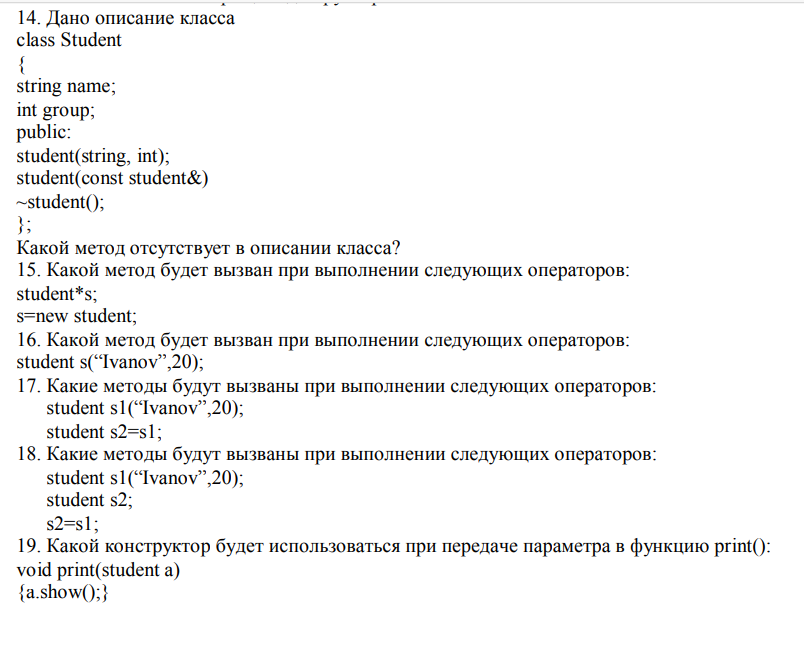 14. Дано описание класса
class Student
{
string name;
int group;
public:
student(string, int);
student(const student&)
~student();
};
Какой метод отсутствует в описании класса?
15. Какой метод будет вызван при выполнении следующих операторов:
student*s;
s=new student;
16. Какой метод будет вызван при выполнении следующих операторов:
student s(“Ivanov”,20);
17. Какие методы будут вызваны при выполнении следующих операторов:
student s1(“Ivanov”,20);
student s2=s1;
18. Какие методы будут вызваны при выполнении следующих операторов:
student s1(“Ivanov”,20);
student s2;
s2=s1;
19. Какой конструктор будет использоваться при передаче параметра в функцию print():
void print(student a)
{a.show();}